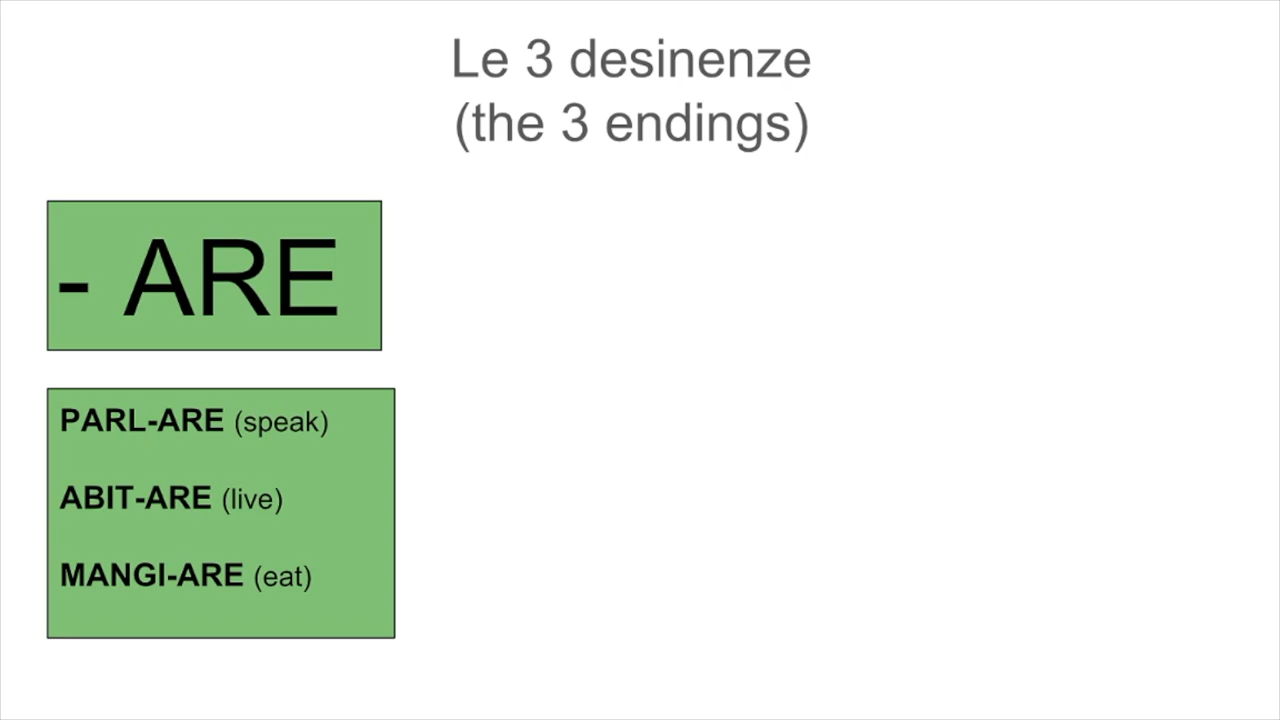 Le 3 desinenze
(the 3 endings)
- ARE
PARL-ARE (speak)
ABIT-ARE (live)
MANGI-ARE (eat)